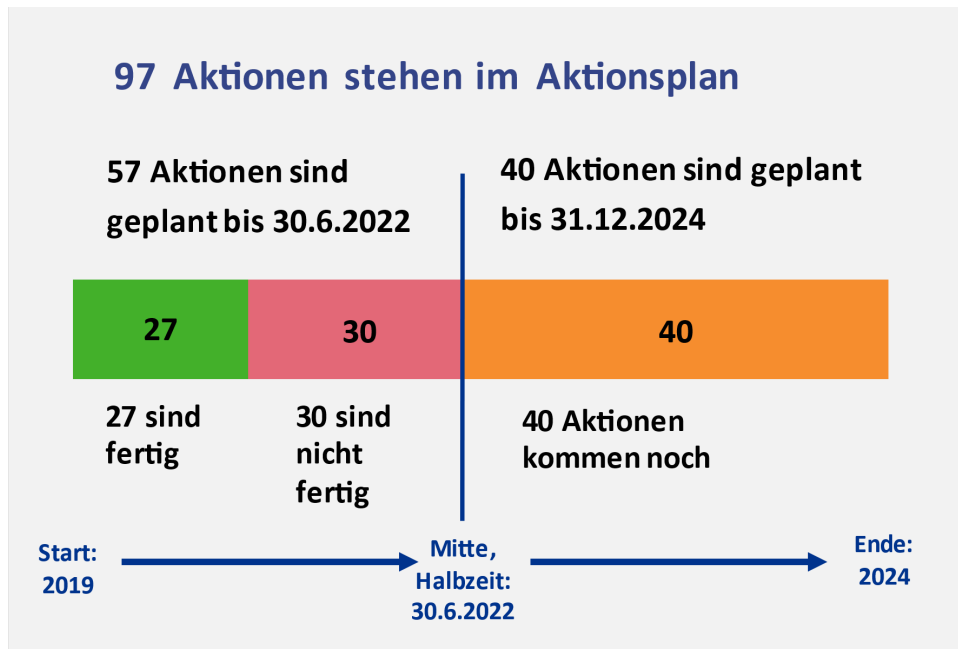 97 Aktionen stehen im Aktionsplan
57 Aktionen sind
geplant bis 30.6.2022
40 Aktionen sind geplant
bis 31.12.2024
27
30
40
27 sind
fertig
30 sind
nicht
fertig
40 Aktionen
kommen noch
Start:
2019
Mitte,
Halbzeit:
30.6.2022
Ende:
2024